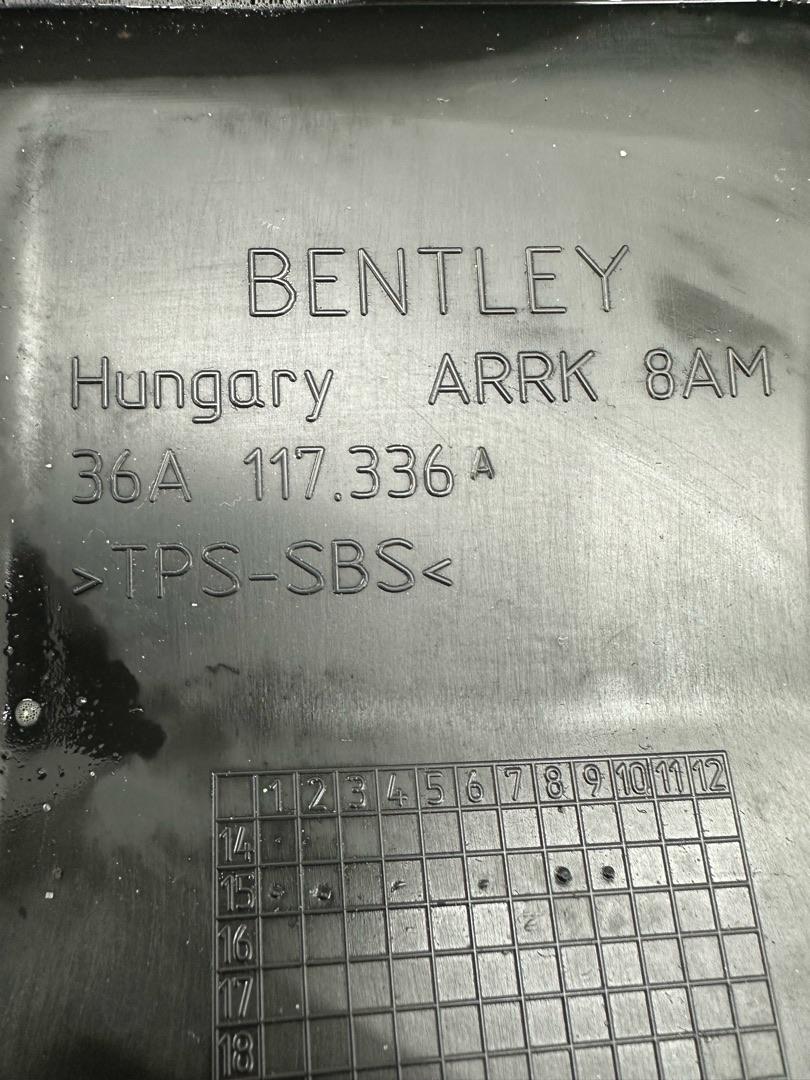 BENTLEY
Hungary ARRK 8AM
36A 117.336 A
>TPS-SBS<
1 2 3 4 5 6 7 8 9 10 11 12
14
15
16
17
18